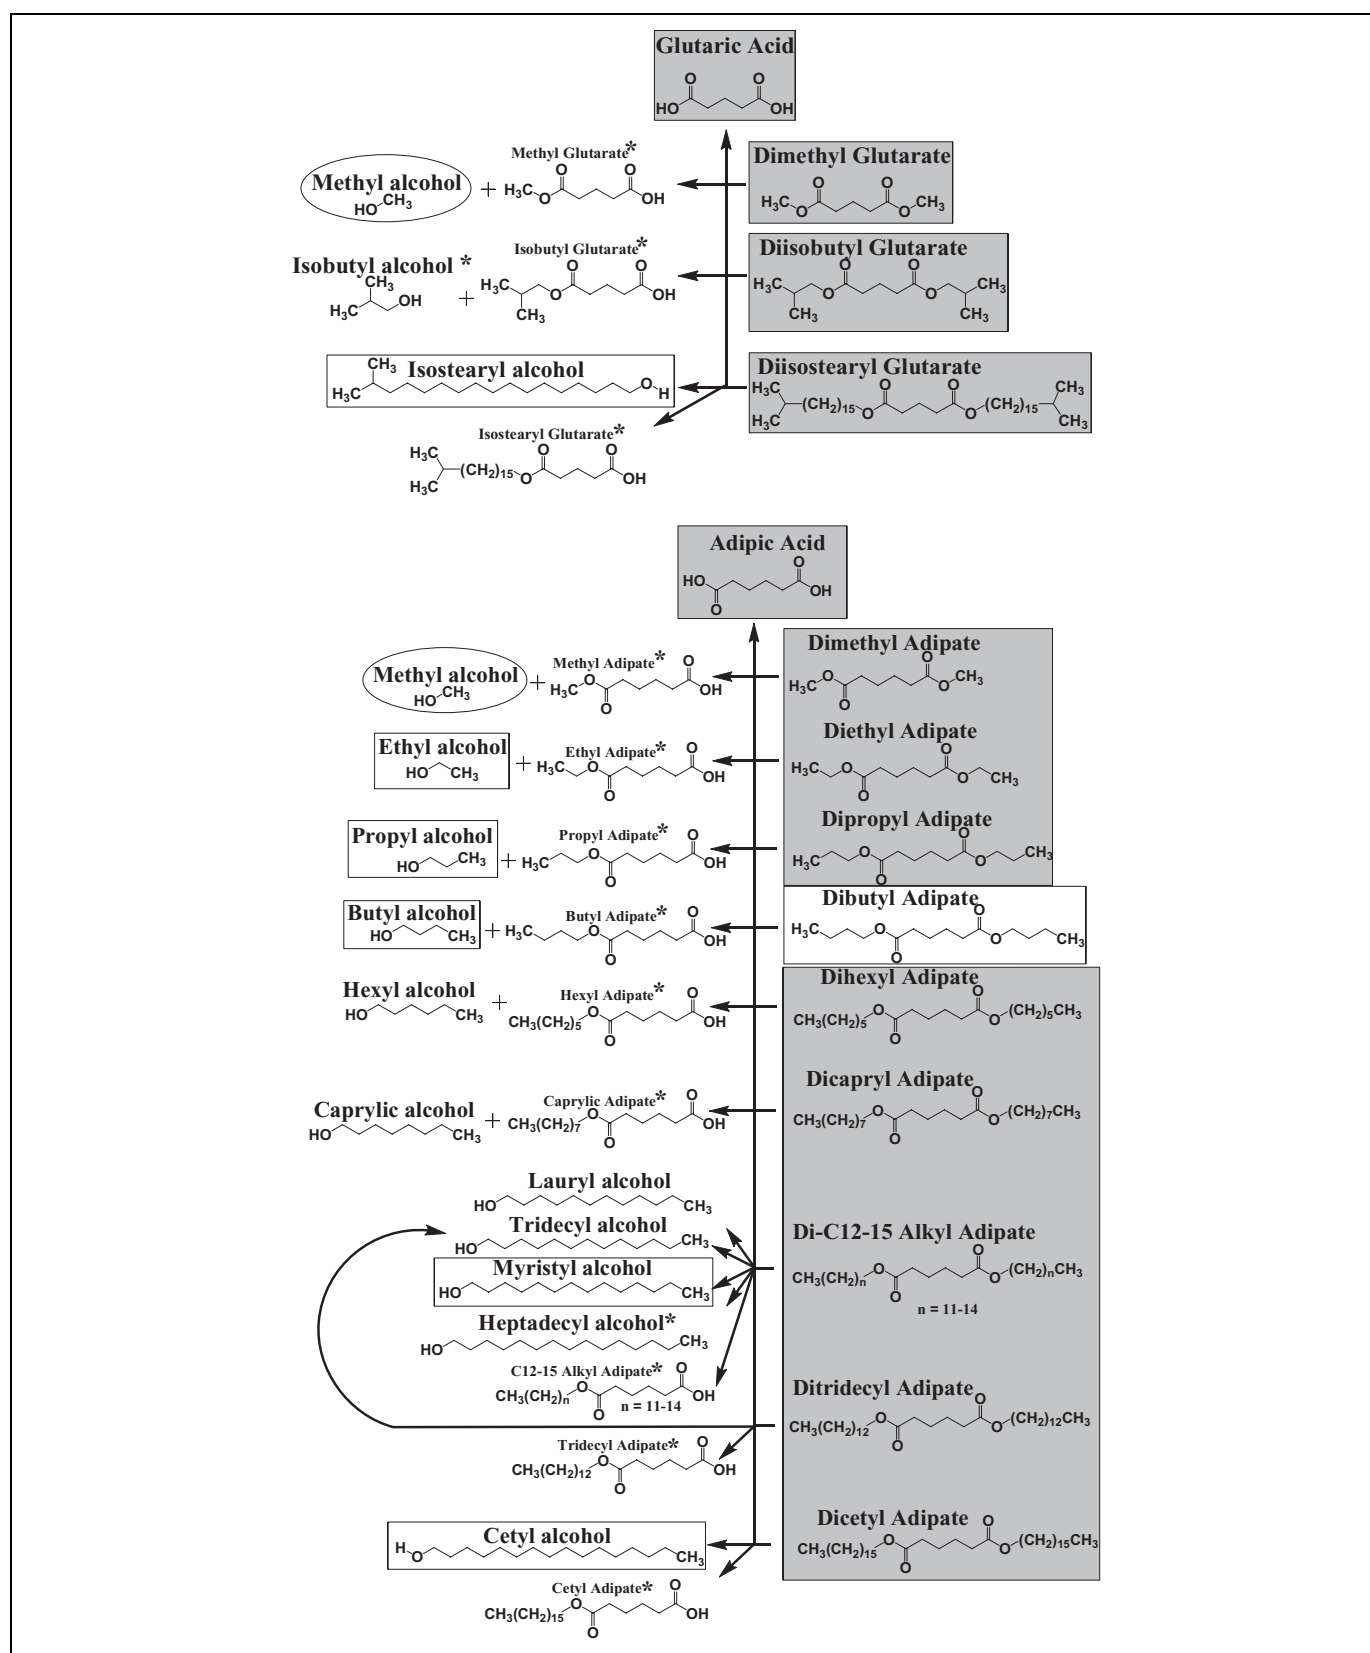 Glutaric Acid
O O
HO OH
Methyl Glutarate*
O O
H₃C O OH
Methyl alcohol
HO CH₃
+
Dimethyl Glutarate
O O
H₃C O O CH₃
Isobutyl Glutarate*
O O
H₃C O OH
CH₃
Isobutyl alcohol *
CH₃
H₃C OH
+
Diisobutyl Glutarate
O O
H₃C O O CH₃
CH₃ CH₃
Isostearyl alcohol
CH₃
H₃C O H
Diisostearyl Glutarate
H₃C O O CH₃
H₃C (CH₂)₁₅ O O (CH₂)₁₅ CH₃
Isostearyl Glutarate*
H₃C O O
H₃C (CH₂)₁₅ O OH
Adipic Acid
O
HO OH
O
Methyl alcohol
HO CH₃
+
Methyl Adipate*
O O
H₃C OH
O
Dimethyl Adipate
O
H₃C O O CH₃
O
Ethyl alcohol
HO CH₃
+
Ethyl Adipate*
O
H₃C O OH
O
Diethyl Adipate
O
H₃C O O CH₃
O
Propyl alcohol
HO CH₃
+
Propyl Adipate*
O
H₃C O OH
O
Dipropyl Adipate
O
H₃C O O CH₃
O
Butyl alcohol
HO CH₃
+
Butyl Adipate*
O
H₃C O OH
O
Dibutyl Adipate
O
H₃C O O CH₃
O
Hexyl alcohol
HO CH₃
+
Hexyl Adipate*
O
CH₃(CH₂)₅ O OH
O
Dihexyl Adipate
O
CH₃(CH₂)₅ O O (CH₂)₅CH₃
O
Caprylic alcohol
HO CH₃
+
Caprylic Adipate*
O
CH₃(CH₂)₇ O OH
O
Dicapryl Adipate
O
CH₃(CH₂)₇ O O (CH₂)₇CH₃
O
Lauryl alcohol
HO CH₃
Tridecyl alcohol
HO CH₃
Myristyl alcohol
HO CH₃
Heptadecyl alcohol*
HO CH₃
C12-15 Alkyl Adipate*
O
CH₃(CH₂)n O OH
O n = 11-14
Di-C12-15 Alkyl Adipate
O
CH₃(CH₂)n O O (CH₂)nCH₃
O
n = 11-14
Ditridecyl Adipate
O
CH₃(CH₂)₁₂ O O (CH₂)₁₂CH₃
O
Tridecyl Adipate*
O
CH₃(CH₂)₁₂ O OH
O
Cetyl alcohol
H
O CH₃
Dicetyl Adipate
O
CH₃(CH₂)₁₅ O O (CH₂)₁₅CH₃
O
Cetyl Adipate*
O
CH₃(CH₂)₁₅ O OH
O